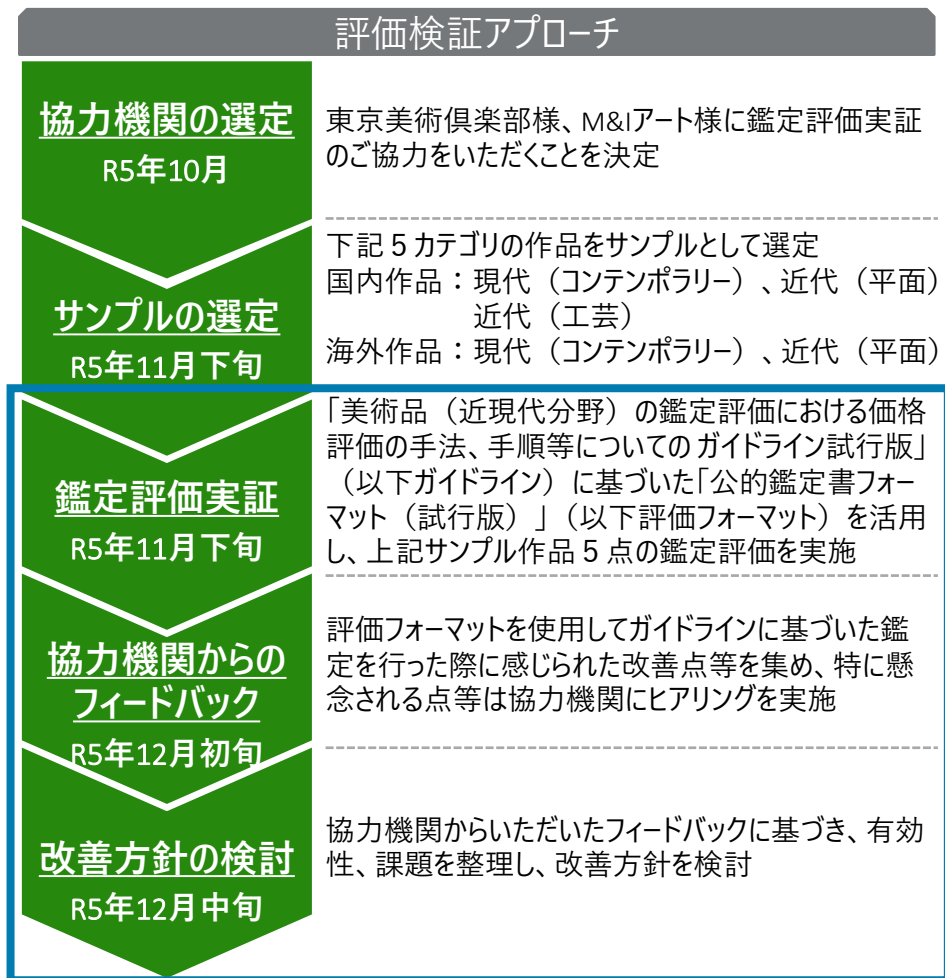 評価検証アプローチ
協力機関の選定
R5年10月
東京美術倶楽部様、M&Iアート様に鑑定評価実証
のご協力をいただくことを決定
サンプルの選定
R5年11月下旬
下記5カテゴリの作品をサンプルとして選定
国内作品：現代（コンテンポラリー）、近代（平面）
近代（工芸）
海外作品：現代（コンテンポラリー）、近代（平面）
鑑定評価実証
R5年11月下旬
「美術品（近現代分野）の鑑定評価における価格
評価の手法、手順等についてのガイドライン試行版」
（以下ガイドライン）に基づいた「公的鑑定書フォー
マット（試行版）」（以下評価フォーマット）を活用
し、上記サンプル作品5点の鑑定評価を実施
協力機関からの
フィードバック
R5年12月初旬
評価フォーマットを使用してガイドラインに基づいた鑑
定を行った際に感じられた改善点等を集め、特に懸
念される点等は協力機関にヒアリングを実施
改善方針の検討
R5年12月中旬
協力機関からいただいたフィードバックに基づき、有効
性、課題を整理し、改善方針を検討